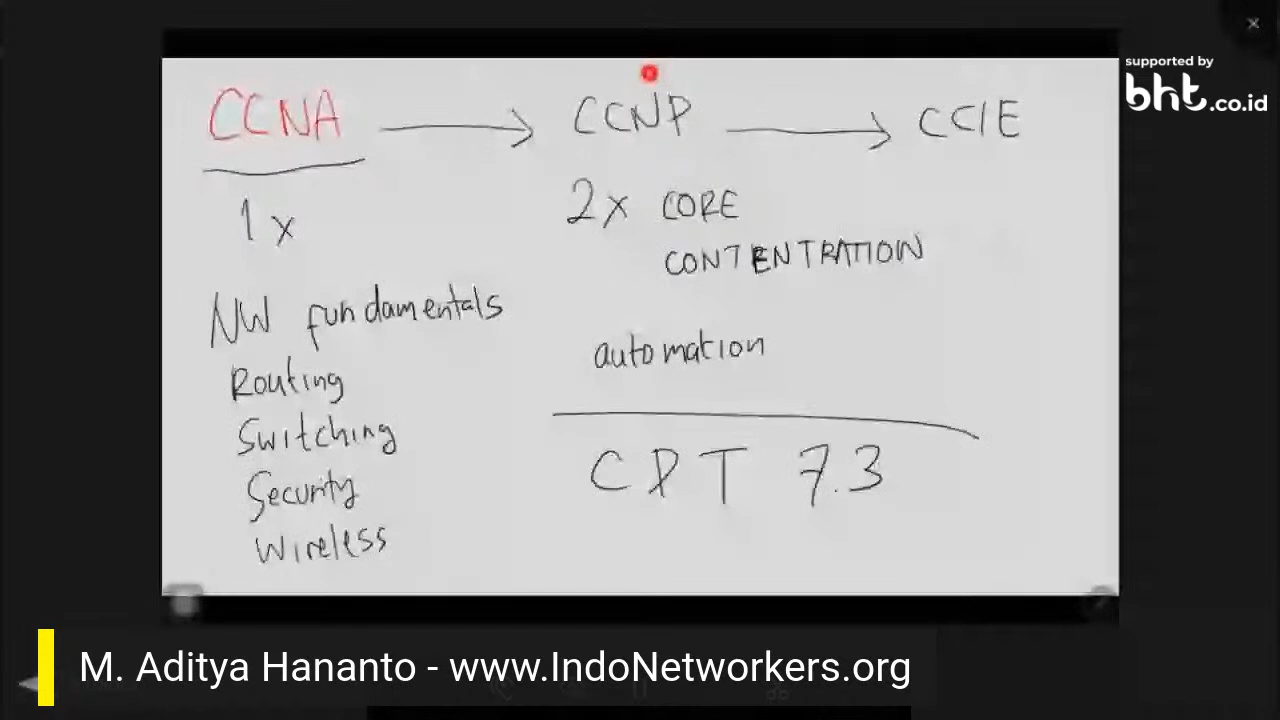 supported by
bht.co.id
CCNA → CCNP → CCIE
1x
2x CORE
CONTENTRATION
NW fundamentals
Routing
Switching
Security
Wireless
automation
CPT 7.3
M. Aditya Hananto - www.IndoNetworkers.org